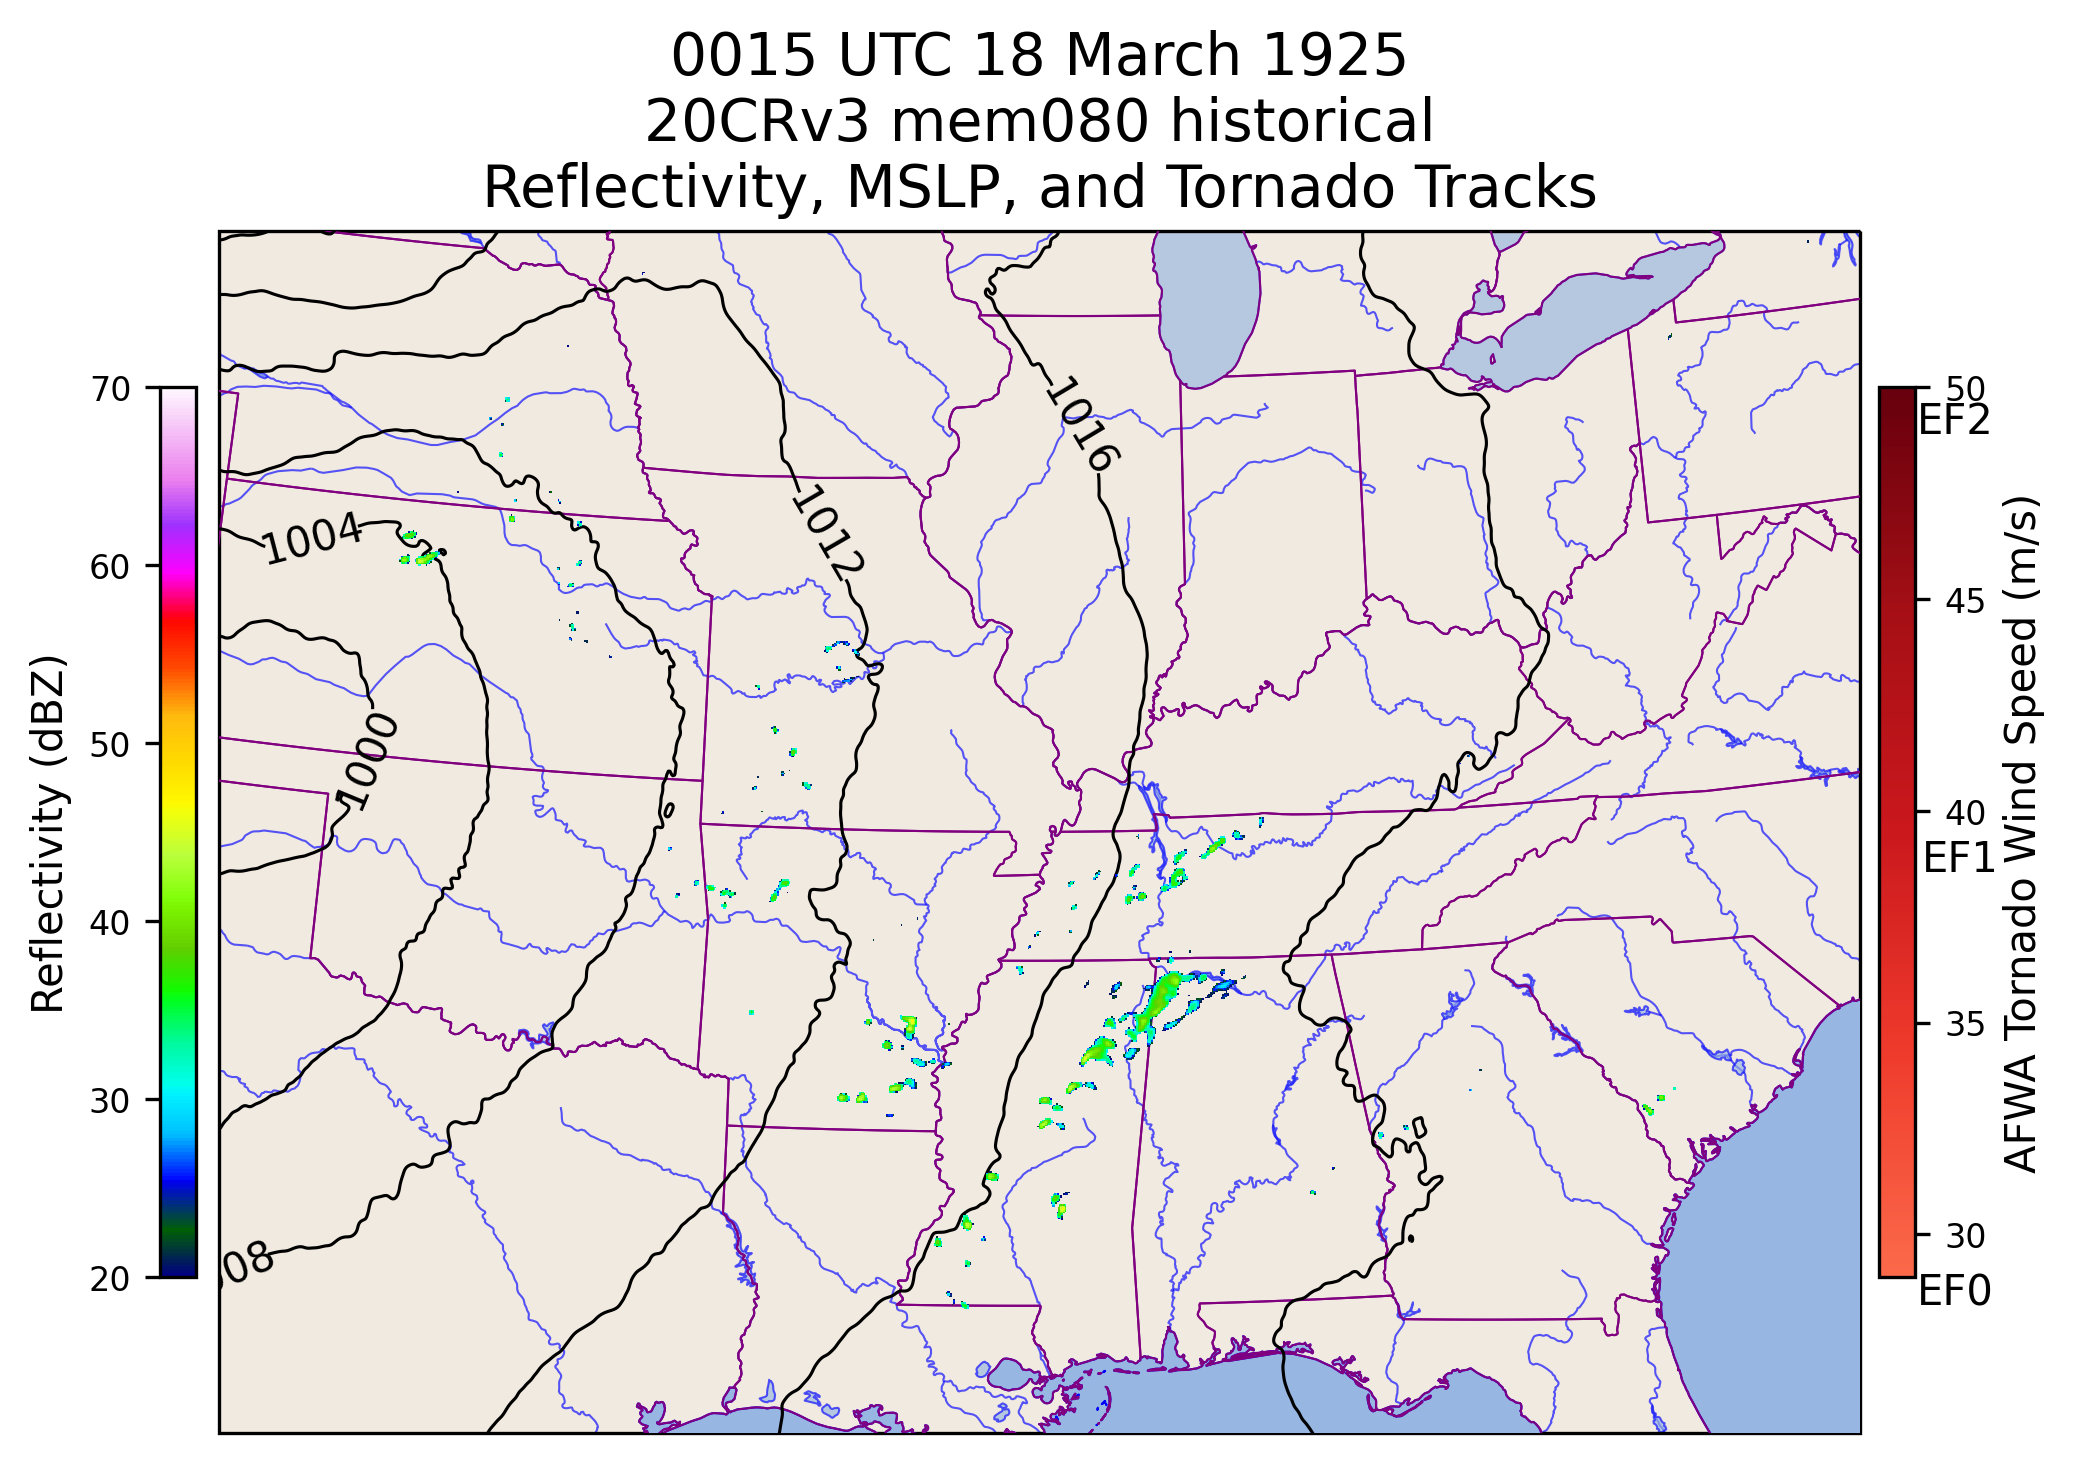 0015 UTC 18 March 1925
20CRv3 mem080 historical
Reflectivity, MSLP, and Tornado Tracks
70
60
50
40
30
20
Reflectivity (dBZ)
1016
1012
1004
1000
08
50
EF2
45
40
EF1
35
30
EF0
AFWA Tornado Wind Speed (m/s)